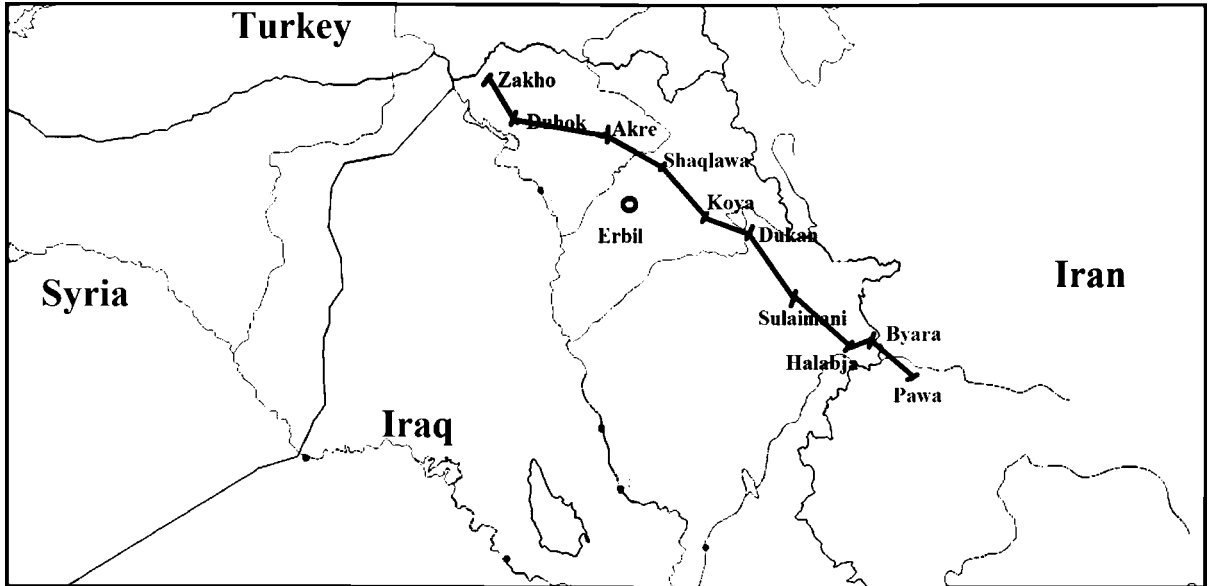 Turkey
Zakho
Duhok
Akre
Shaqlawa
Koya
Erbil
Dukan
Syria
Iran
Sulaimani
Byara
Halabja
Pawa
Iraq